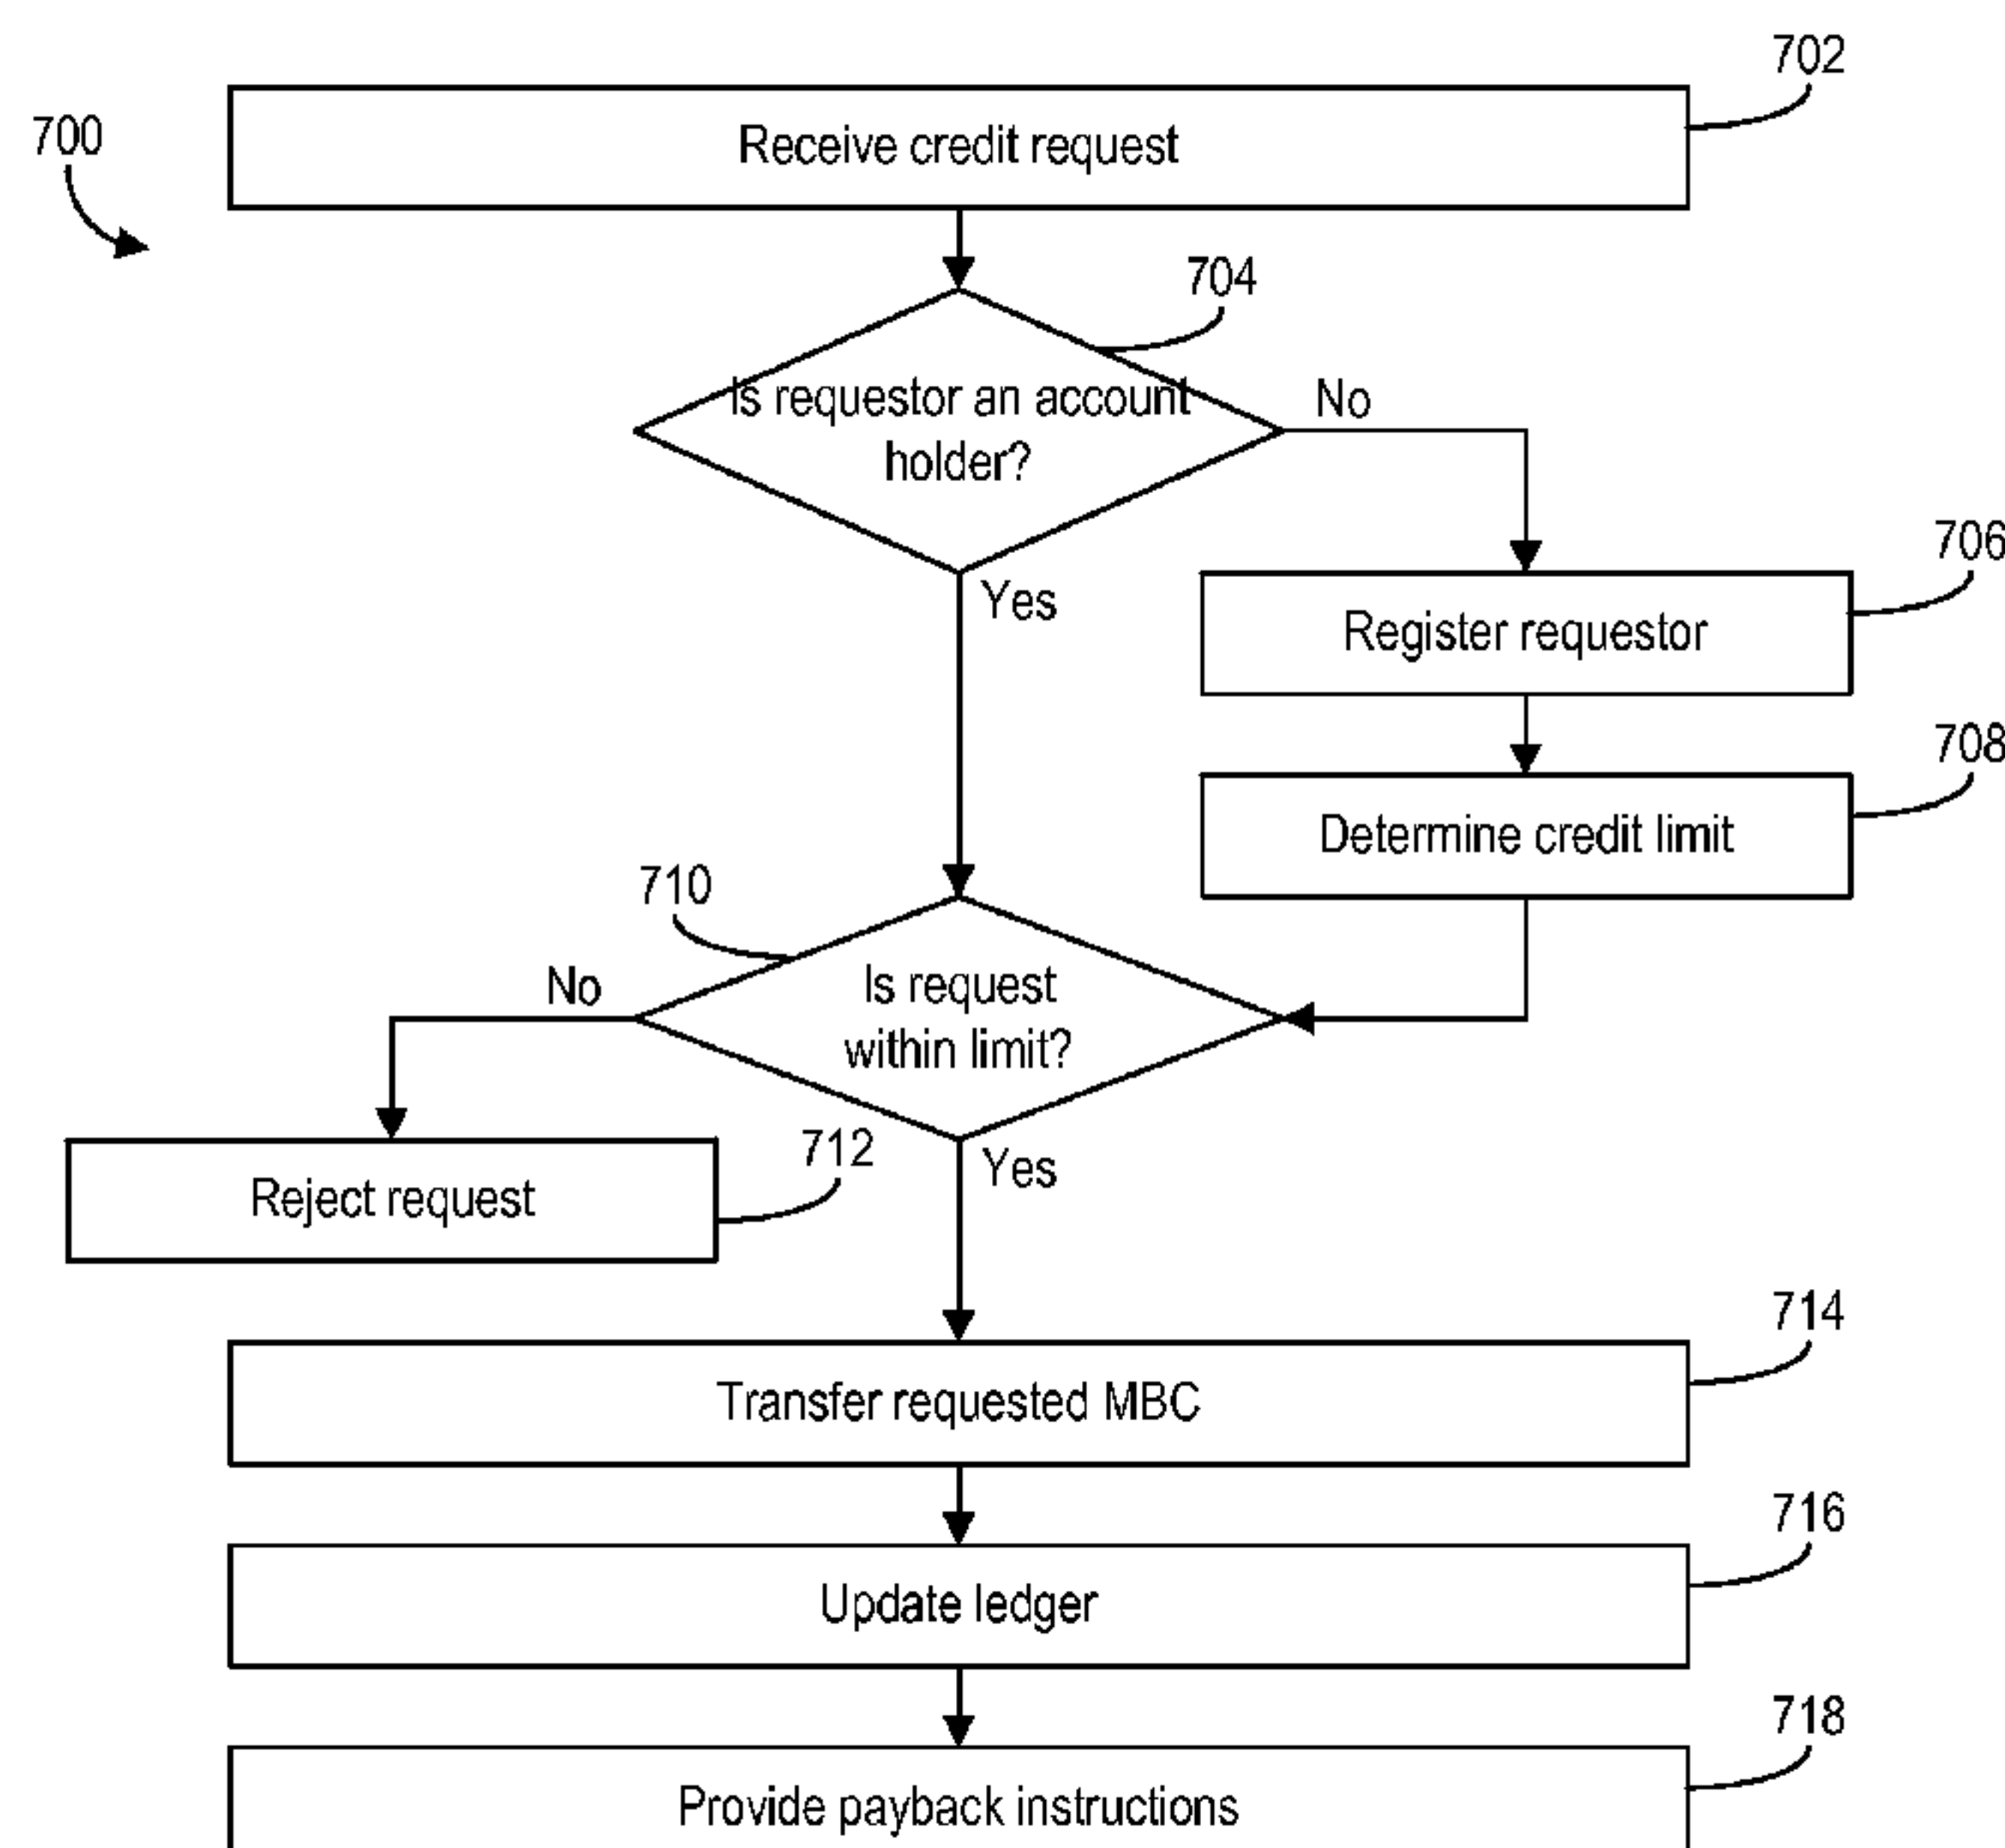 702
700
Receive credit request
704
Is requestor an account
holder?
No
Yes
706
Register requestor
708
Determine credit limit
710
Is request
within limit?
No
Yes
712
Reject request
714
Transfer requested MBC
716
Update ledger
718
Provide payback instructions